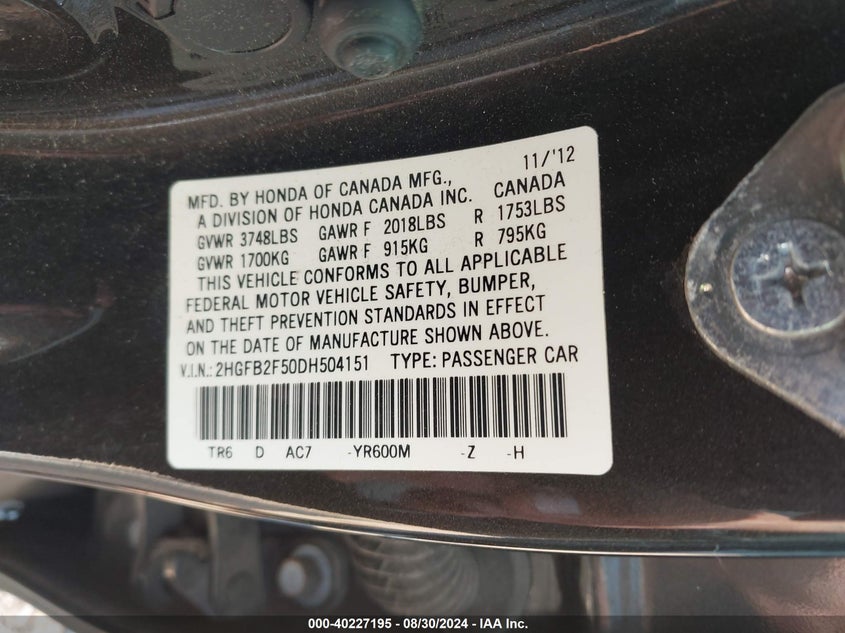 11/'12
MFD. BY HONDA OF CANADA MFG.,
A DIVISION OF HONDA CANADA INC. CANADA
GVWR 3748LBS GAWR F 2018LBS R 1753LBS
GVWR 1700KG GAWR F 915KG R 795KG
THIS VEHICLE CONFORMS TO ALL APPLICABLE
FEDERAL MOTOR VEHICLE SAFETY, BUMPER,
AND THEFT PREVENTION STANDARDS IN EFFECT
ON THE DATE OF MANUFACTURE SHOWN ABOVE.
V.I.N.: 2HGFB2F50DH504151 TYPE: PASSENGER CAR
TR6 D AC7 -YR600M -Z -H
000-40227195 - 08/30/2024 - IAA Inc.